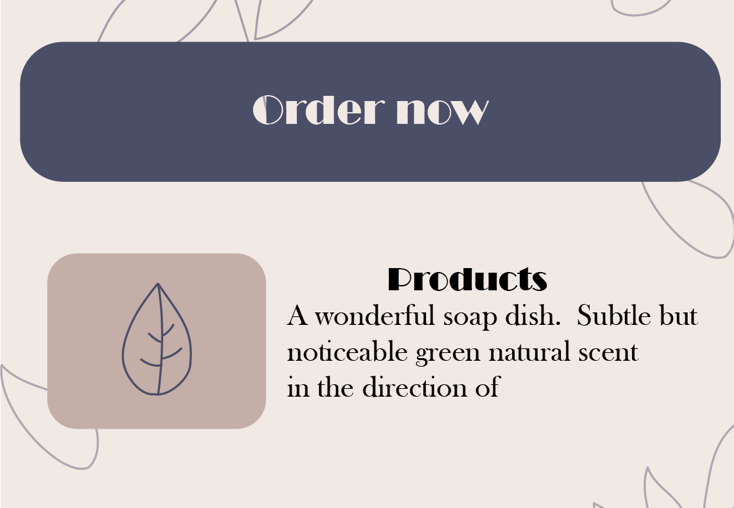 Order now
Products
A wonderful soap dish.  Subtle but
noticeable green natural scent
in the direction of